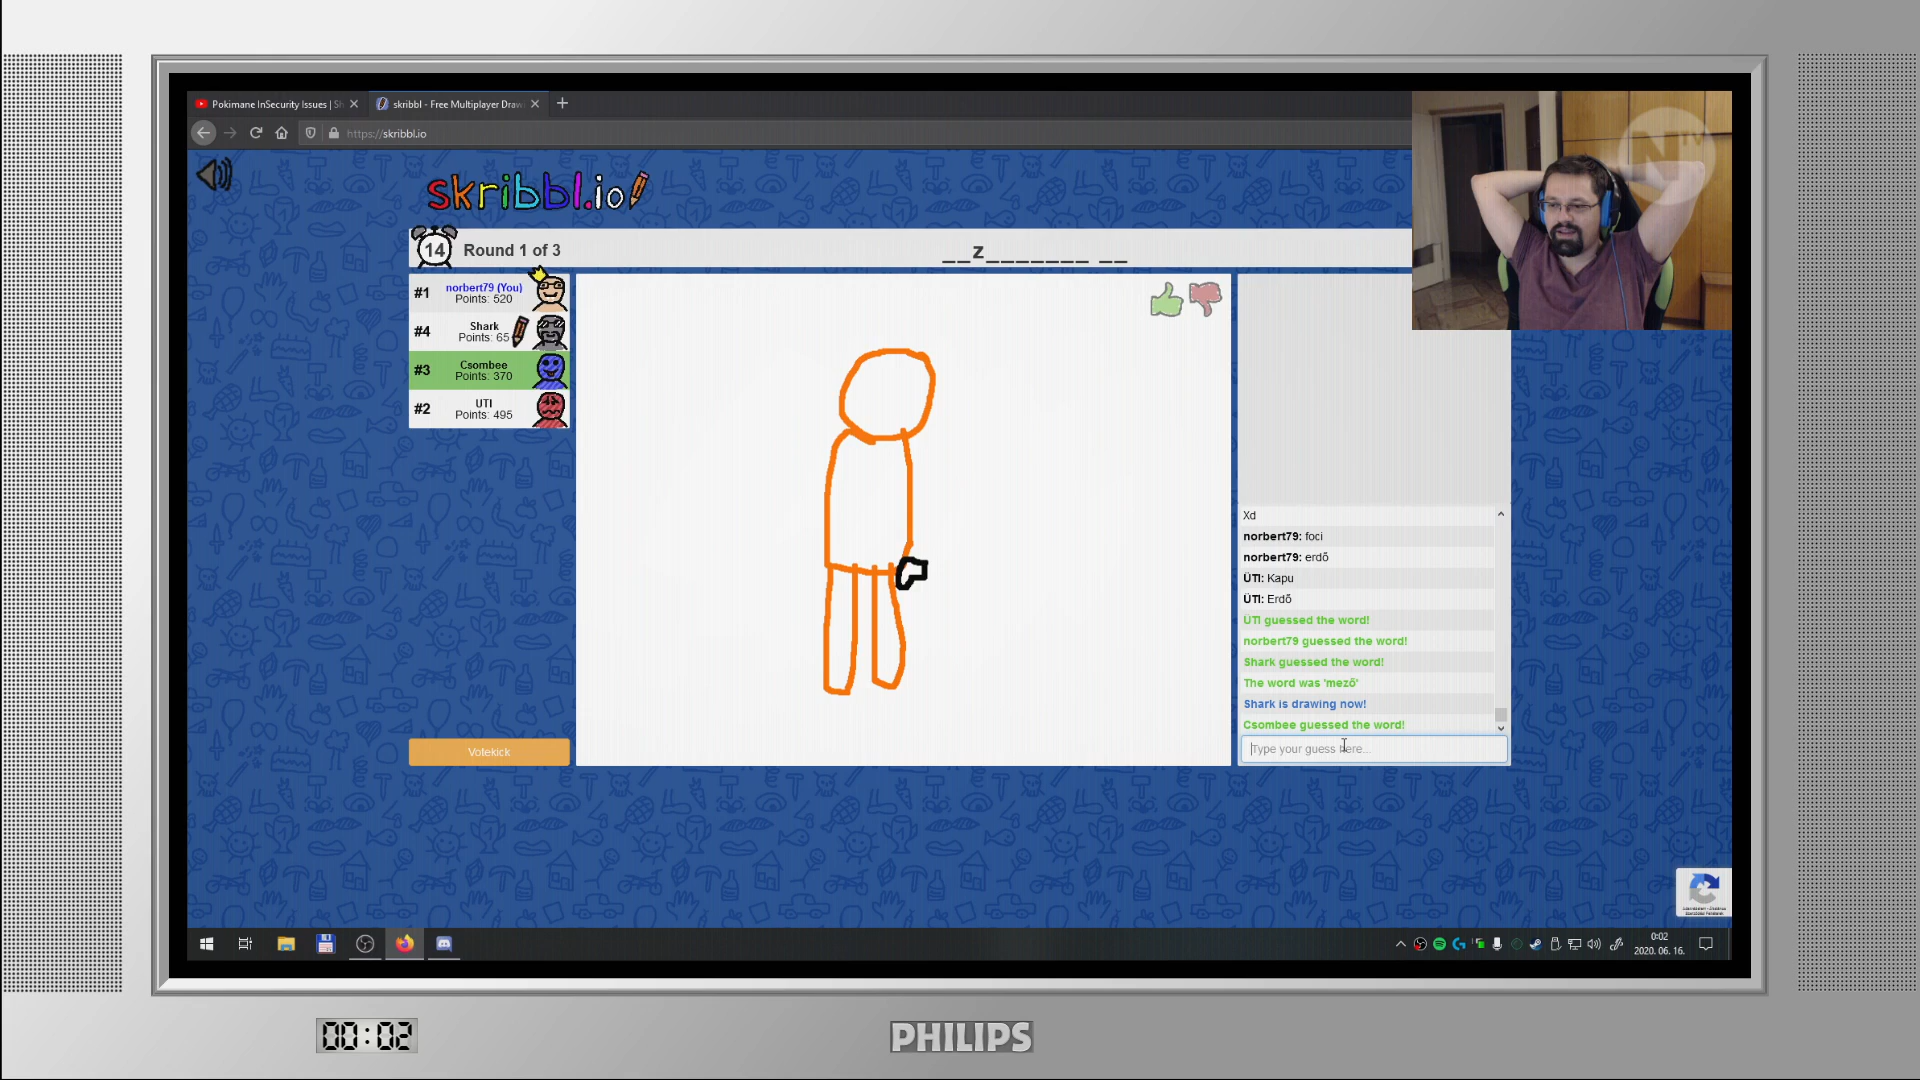 Pokimane InSecurity Issues | S
skribbl - Free Multiplayer Draw
https://skribbl.io
skribbl.io
14
Round 1 of 3
__z_______ __
#1
norbert79 (You)
Points: 520
#4
Shark
Points: 65
#3
Csombee
Points: 370
#2
ÜTI
Points: 495
Votekick
Xd
norbert79: foci
norbert79: erdő
ÜTI: Kapu
ÜTI: Erdő
ÜTI guessed the word!
norbert79 guessed the word!
Shark guessed the word!
The word was 'mező'
Shark is drawing now!
Csombee guessed the word!
Type your guess here...
0:02
2020. 06. 16.
00:02
PHILIPS